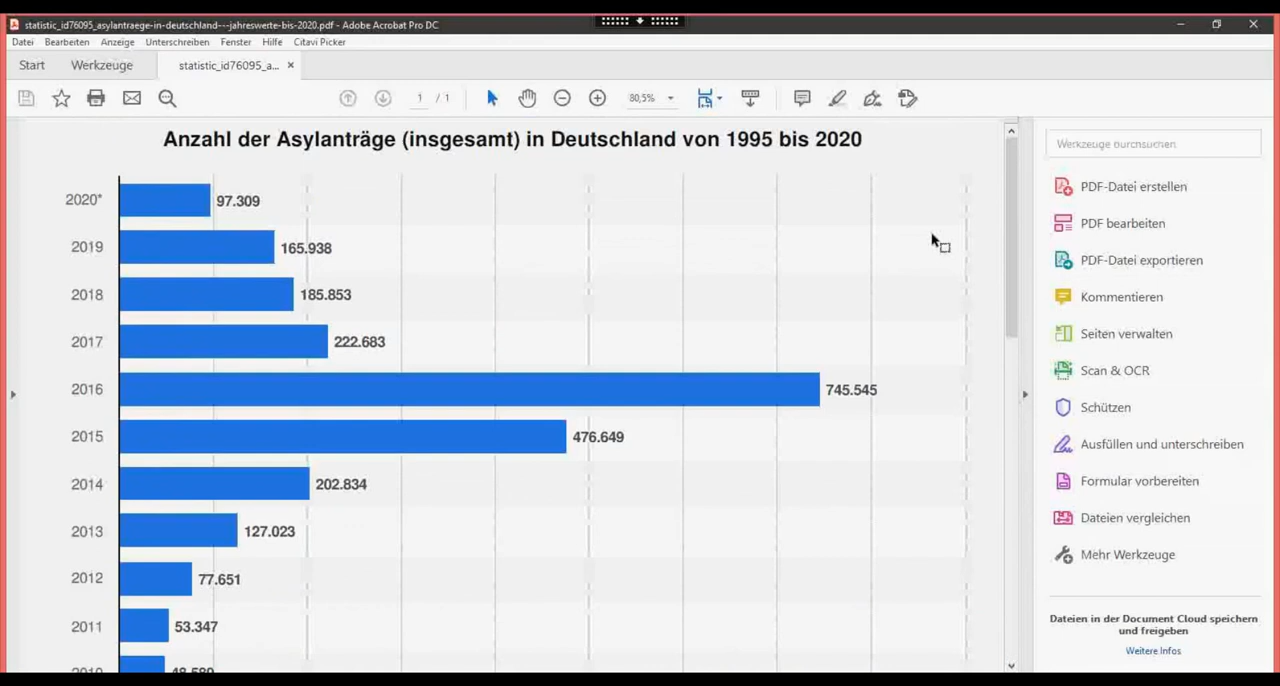 statistic_id76095_asylantraege-in-deutschland---jahreswerte-bis-2020.pdf - Adobe Acrobat Pro DC
Datei Bearbeiten Anzeige Unterschreiben Fenster Hilfe Citavi Picker
Start Werkzeuge statistic_id76095_a... ×
1 / 1 80,5%
Anzahl der Asylanträge (insgesamt) in Deutschland von 1995 bis 2020
2020* 97.309
2019 165.938
2018 185.853
2017 222.683
2016 745.545
2015 476.649
2014 202.834
2013 127.023
2012 77.651
2011 53.347
2010 48.589
Werkzeuge durchsuchen
PDF-Datei erstellen
PDF bearbeiten
PDF-Datei exportieren
Kommentieren
Seiten verwalten
Scan & OCR
Schützen
Ausfüllen und unterschreiben
Formular vorbereiten
Dateien vergleichen
Mehr Werkzeuge
Dateien in der Document Cloud speichern
und freigeben
Weitere Infos